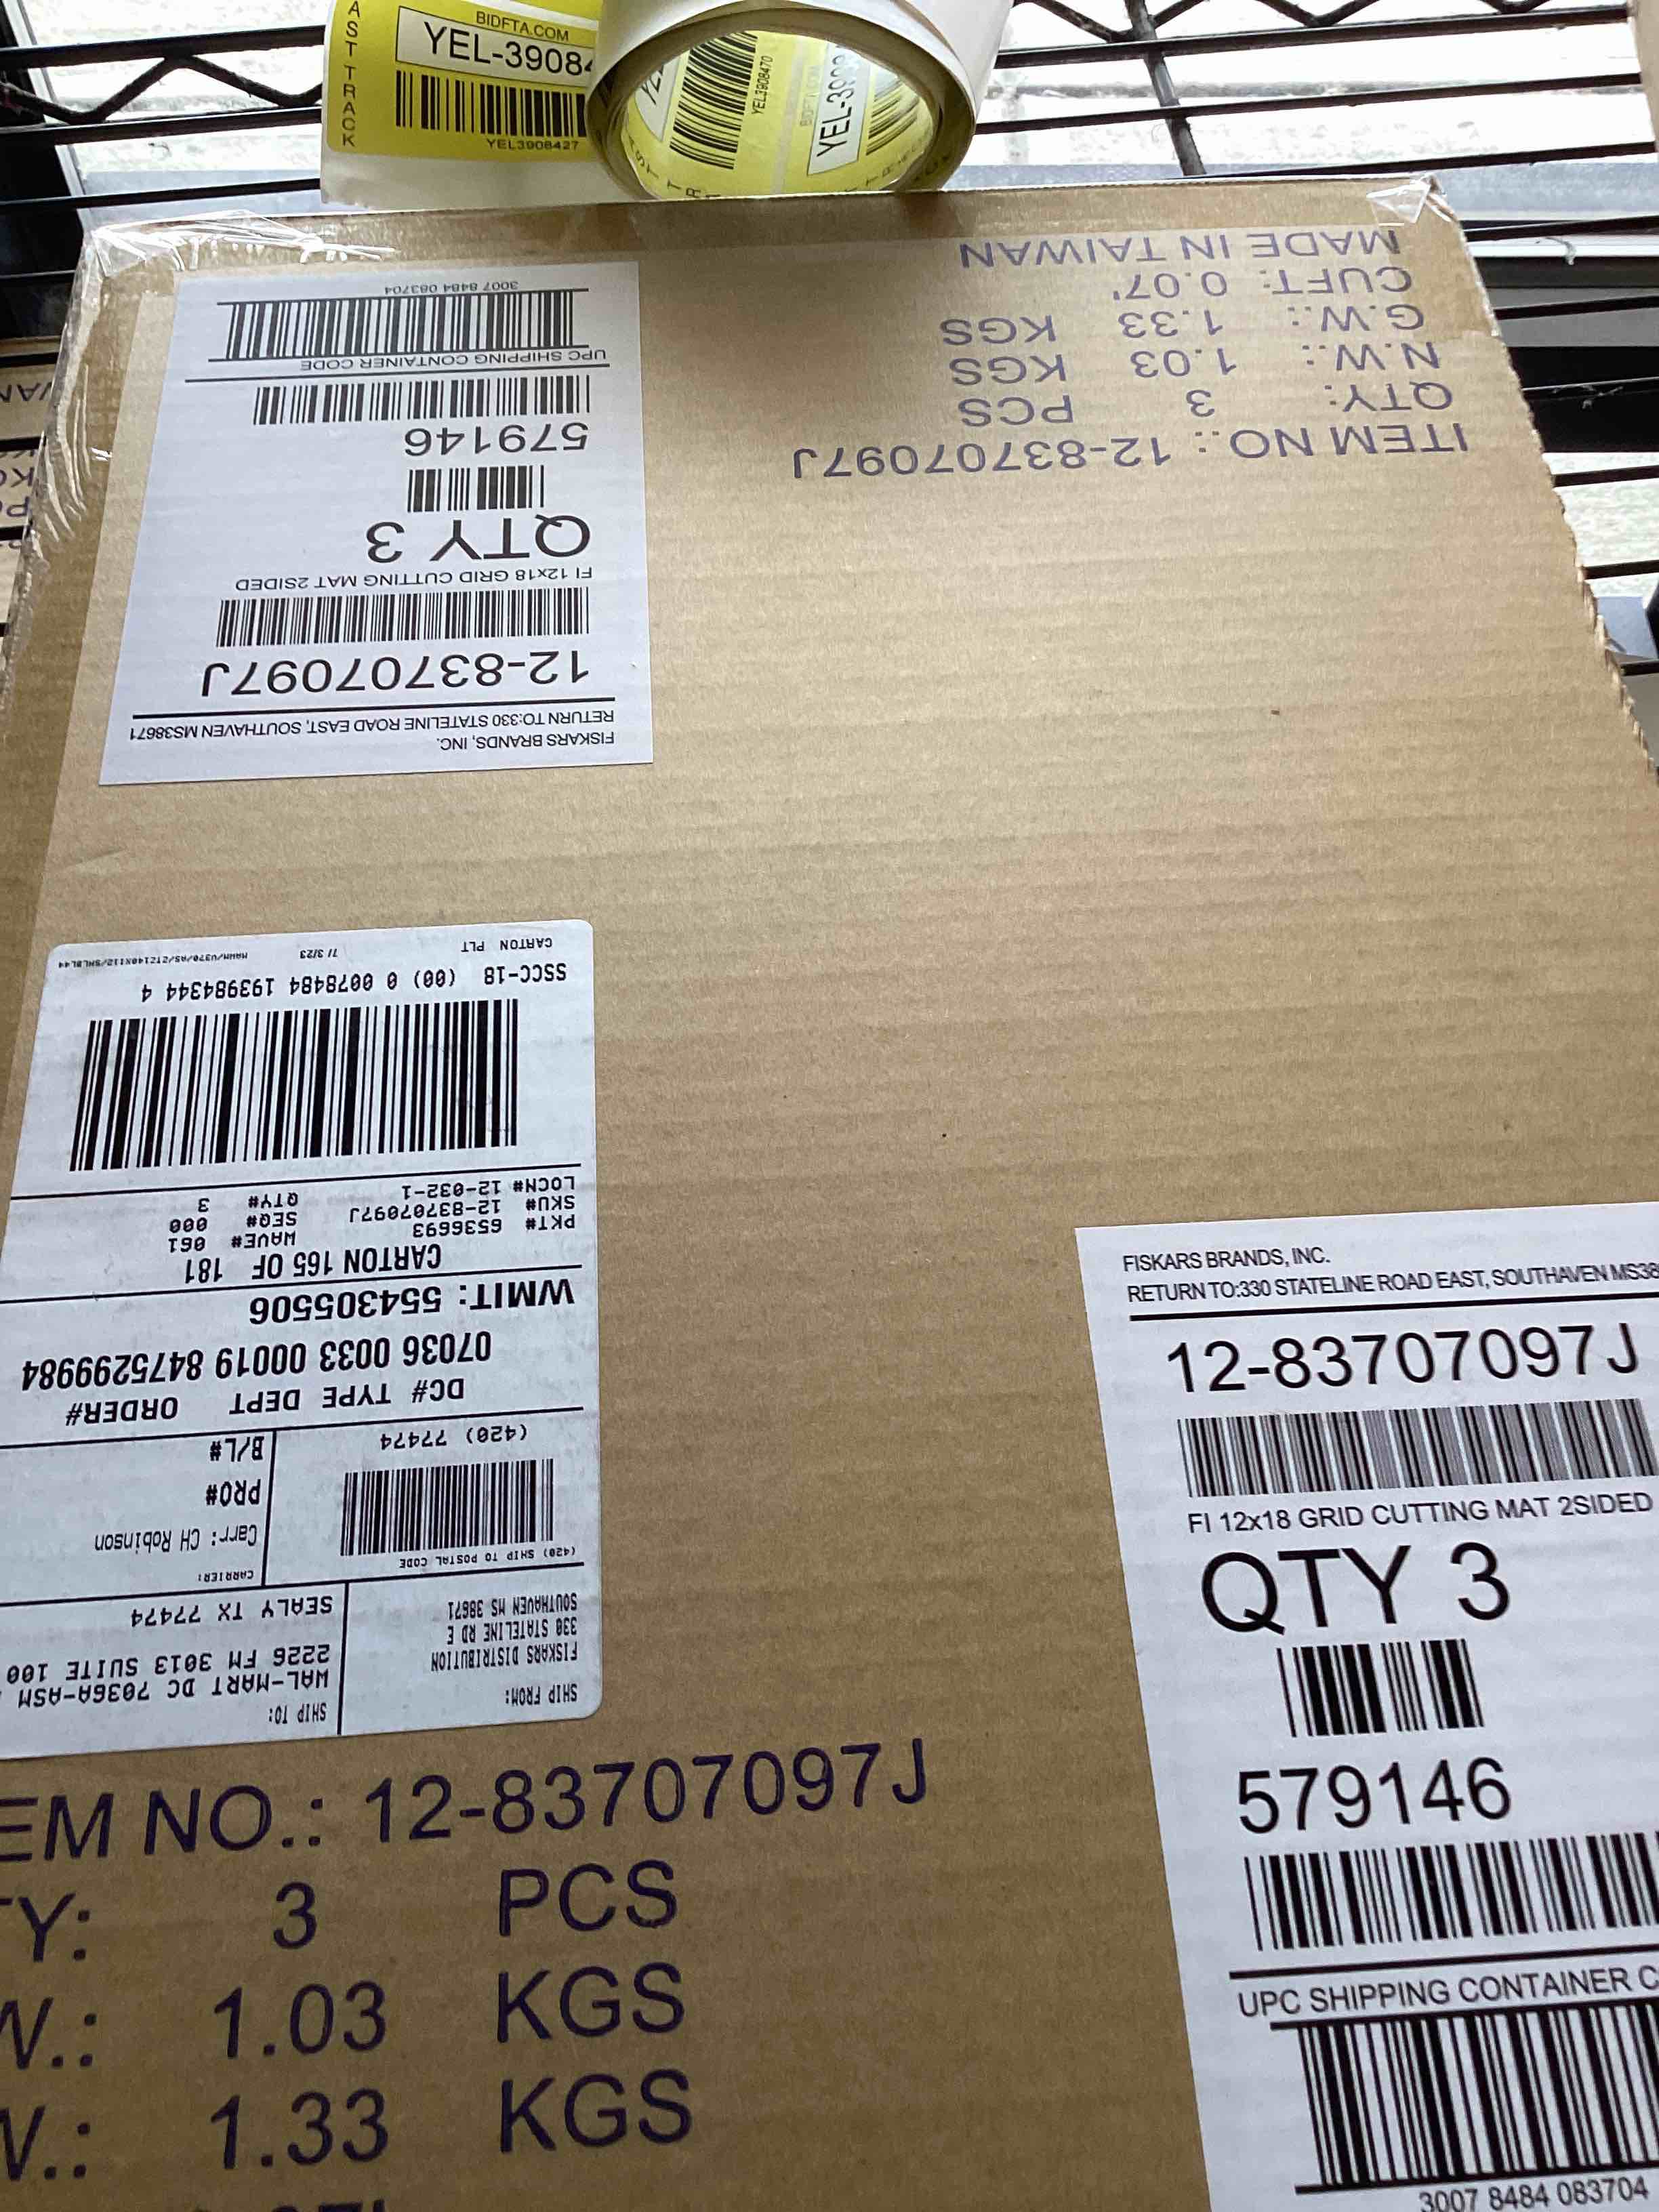 FAST TRACK
BIDFTA.COM
YEL-3908
YEL3908427
YEL3908470
YEL-39
MADE IN TAIWAN
CUFT: 0.07'
G.W.: 1.33 KGS
N.W.: 1.03 KGS
QTY: 3 PCS
ITEM NO.: 12-83707097J
FISKARS BRANDS, INC.
RETURN TO:330 STATELINE ROAD EAST, SOUTHAVEN MS38671
12-83707097J
FI 12x18 GRID CUTTING MAT 2SIDED
QTY 3
579146
UPC SHIPPING CONTAINER CODE
3007 8484 083704
SHIP FROM:
FISKARS DISTRIBUTION
330 STATELINE RD E
SOUTHAVEN MS 38671
SHIP TO:
WAL-MART DC 7036A-ASM
2226 FM 3013 SUITE 100
SEALY TX 77474
(420) SHIP TO POSTAL CODE
(420) 77474
CARRIER:
Carr: CH Robinson
PRO#
B/L#
DC# TYPE DEPT ORDER#
07036 0033 00019 8475299984
WMIT: 554305506
CARTON 165 OF 181
PKT# 6536693 WAVE# 061
SKU# 12-83707097J SEQ# 000
LOCN# 12-032-1 QTY# 3
SSCC-18 (00) 0 0078484 193984344 4
CARTON PLT 7/ 3/23
FISKARS BRANDS, INC.
RETURN TO:330 STATELINE ROAD EAST, SOUTHAVEN MS38
12-83707097J
FI 12x18 GRID CUTTING MAT 2SIDED
QTY 3
579146
UPC SHIPPING CONTAINER C
3007 8484 083704
EM NO.: 12-83707097J
TY: 3 PCS
W.: 1.03 KGS
W.: 1.33 KGS